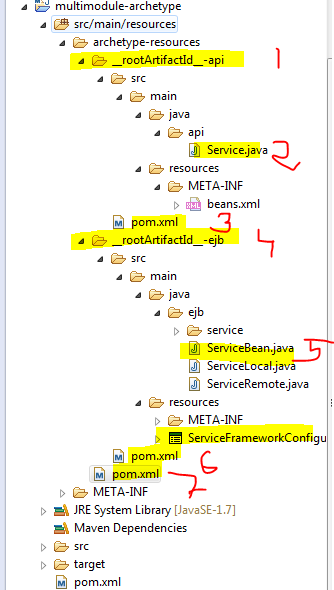 multimodule-archetype
src/main/resources
archetype-resources
__rootArtifactId__-api 1
src
main
java
api
Service.java 2
resources
META-INF
beans.xml
pom.xml 3
__rootArtifactId__-ejb 4
src
main
java
ejb
service
ServiceBean.java 5
ServiceLocal.java
ServiceRemote.java
resources
META-INF
ServiceFrameworkConfigu
pom.xml 6
pom.xml 7
META-INF
JRE System Library [JavaSE-1.7]
Maven Dependencies
src
target
pom.xml